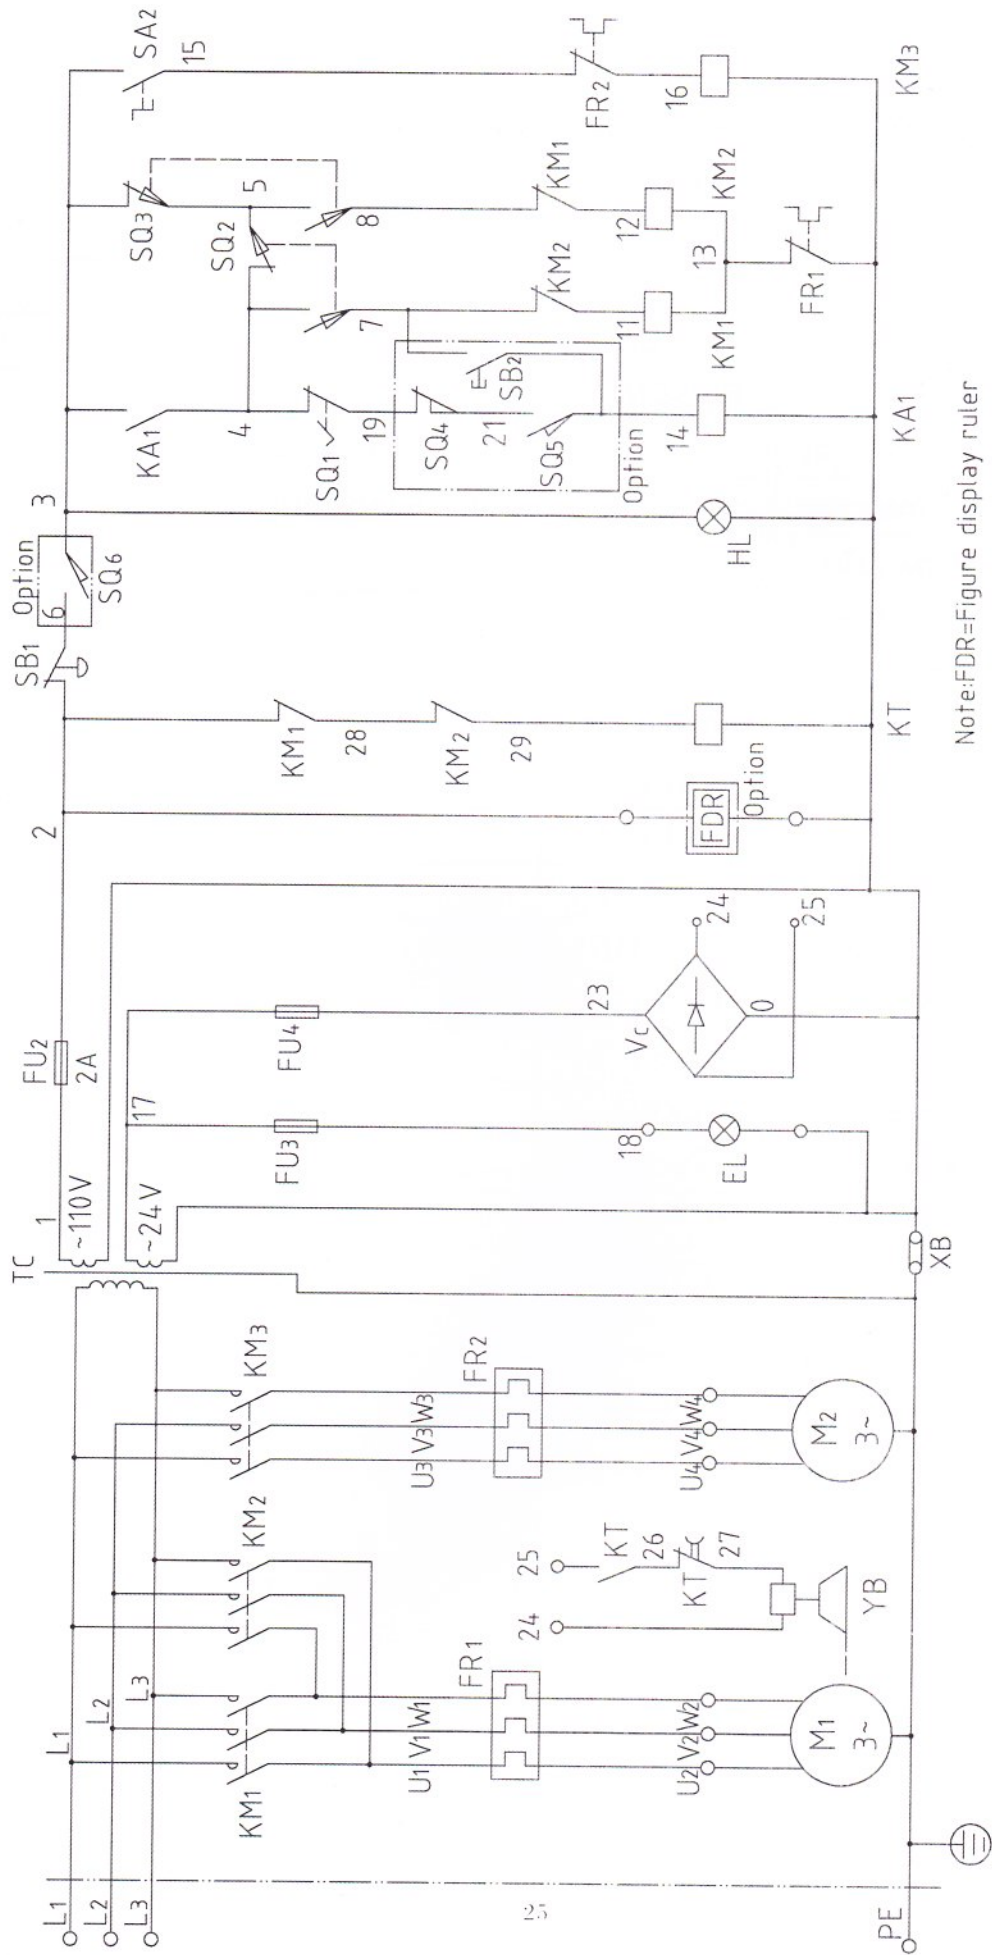 L1
L2
L3
PE
L1
L2
L3
KM1
KM2
KM3
U1 V1 W1
FR1
U2 V2 W2
M1
3~
24
25
KT
26
KT
27
YB
U3 V3 W3
FR2
U4 V4 W4
M2
3~
TC
1
~110V
~24V
FU2
2A
17
FU3
18
EL
FU4
23
VC
24
25
0
XB
2
FDR
Option
KM1
28
KM2
29
KT
SB1
Option
6
SQ6
3
HL
KA1
4
SQ1
19
SQ4
21
SQ5
SB2
Option
14
KA1
SQ3
5
SQ2
7
8
KM2
KM1
11
12
KM1
KM2
13
FR1
SA2
15
FR2
16
KM3
Note:FDR=Figure display ruler
25